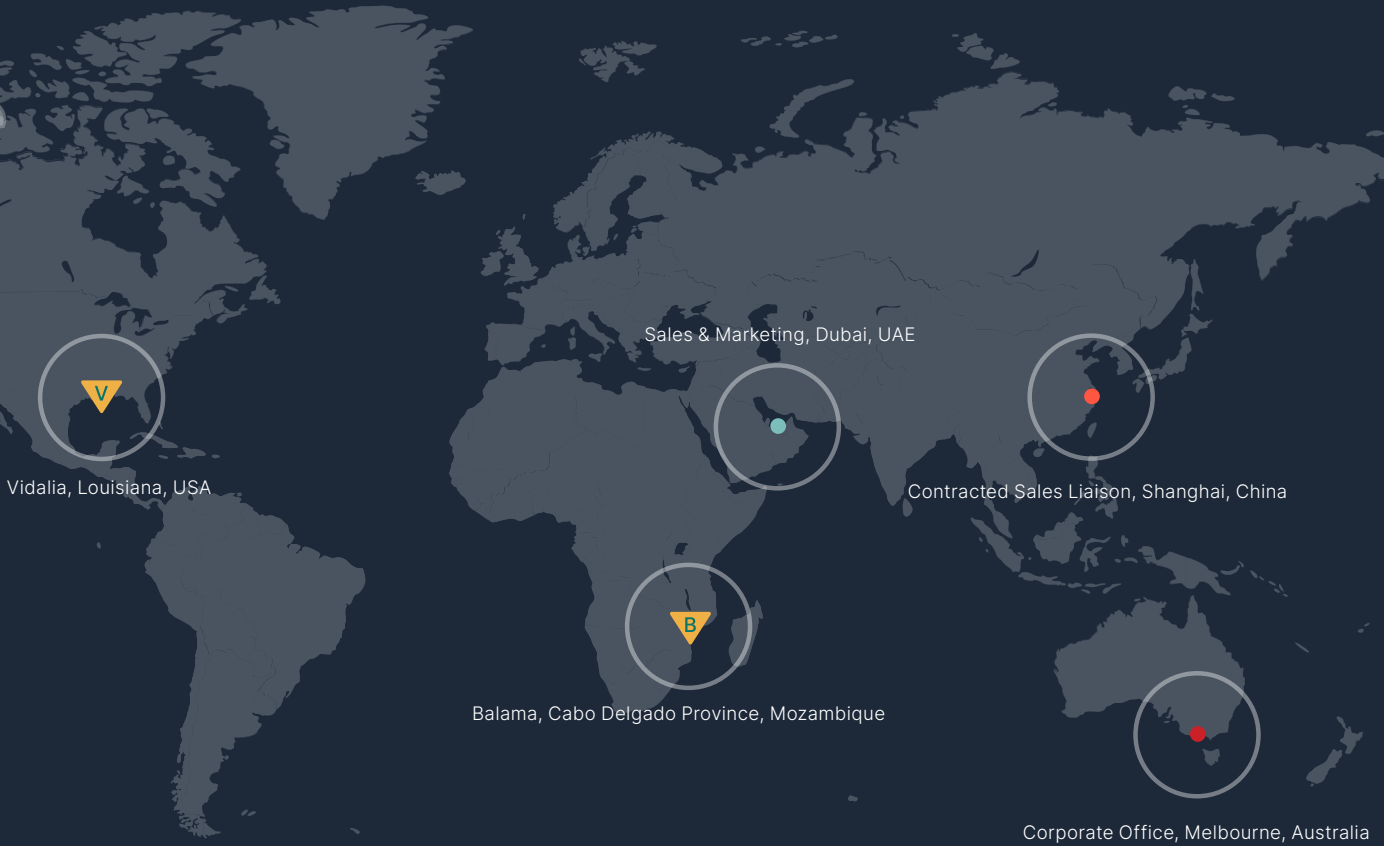 Sales & Marketing, Dubai, UAE
V
Vidalia, Louisiana, USA
Contracted Sales Liaison, Shanghai, China
B
Balama, Cabo Delgado Province, Mozambique
Corporate Office, Melbourne, Australia